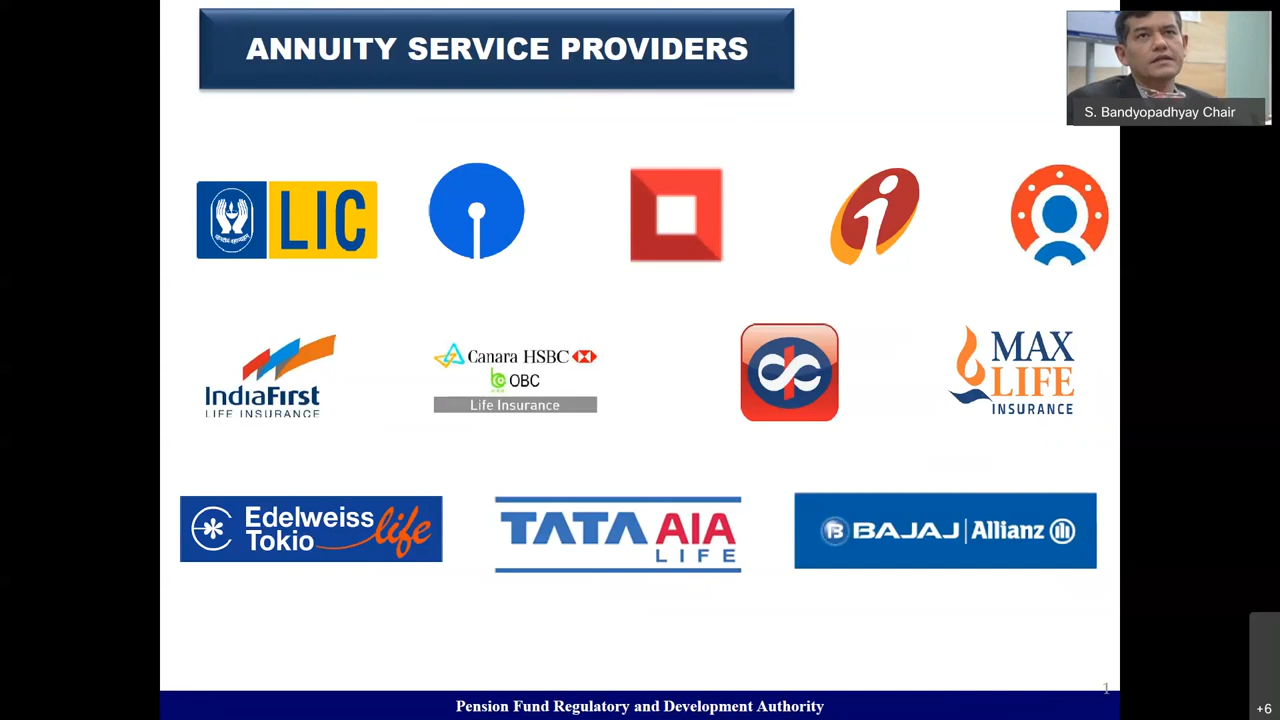 ANNUITY SERVICE PROVIDERS
S. Bandyopadhyay Chair
LIC
IndiaFirst
LIFE INSURANCE
Canara HSBC
OBC
Life Insurance
MAX
LIFE
INSURANCE
Edelweiss
Tokio life
TATA AIA
LIFE
BAJAJ | Allianz
1
Pension Fund Regulatory and Development Authority
+6